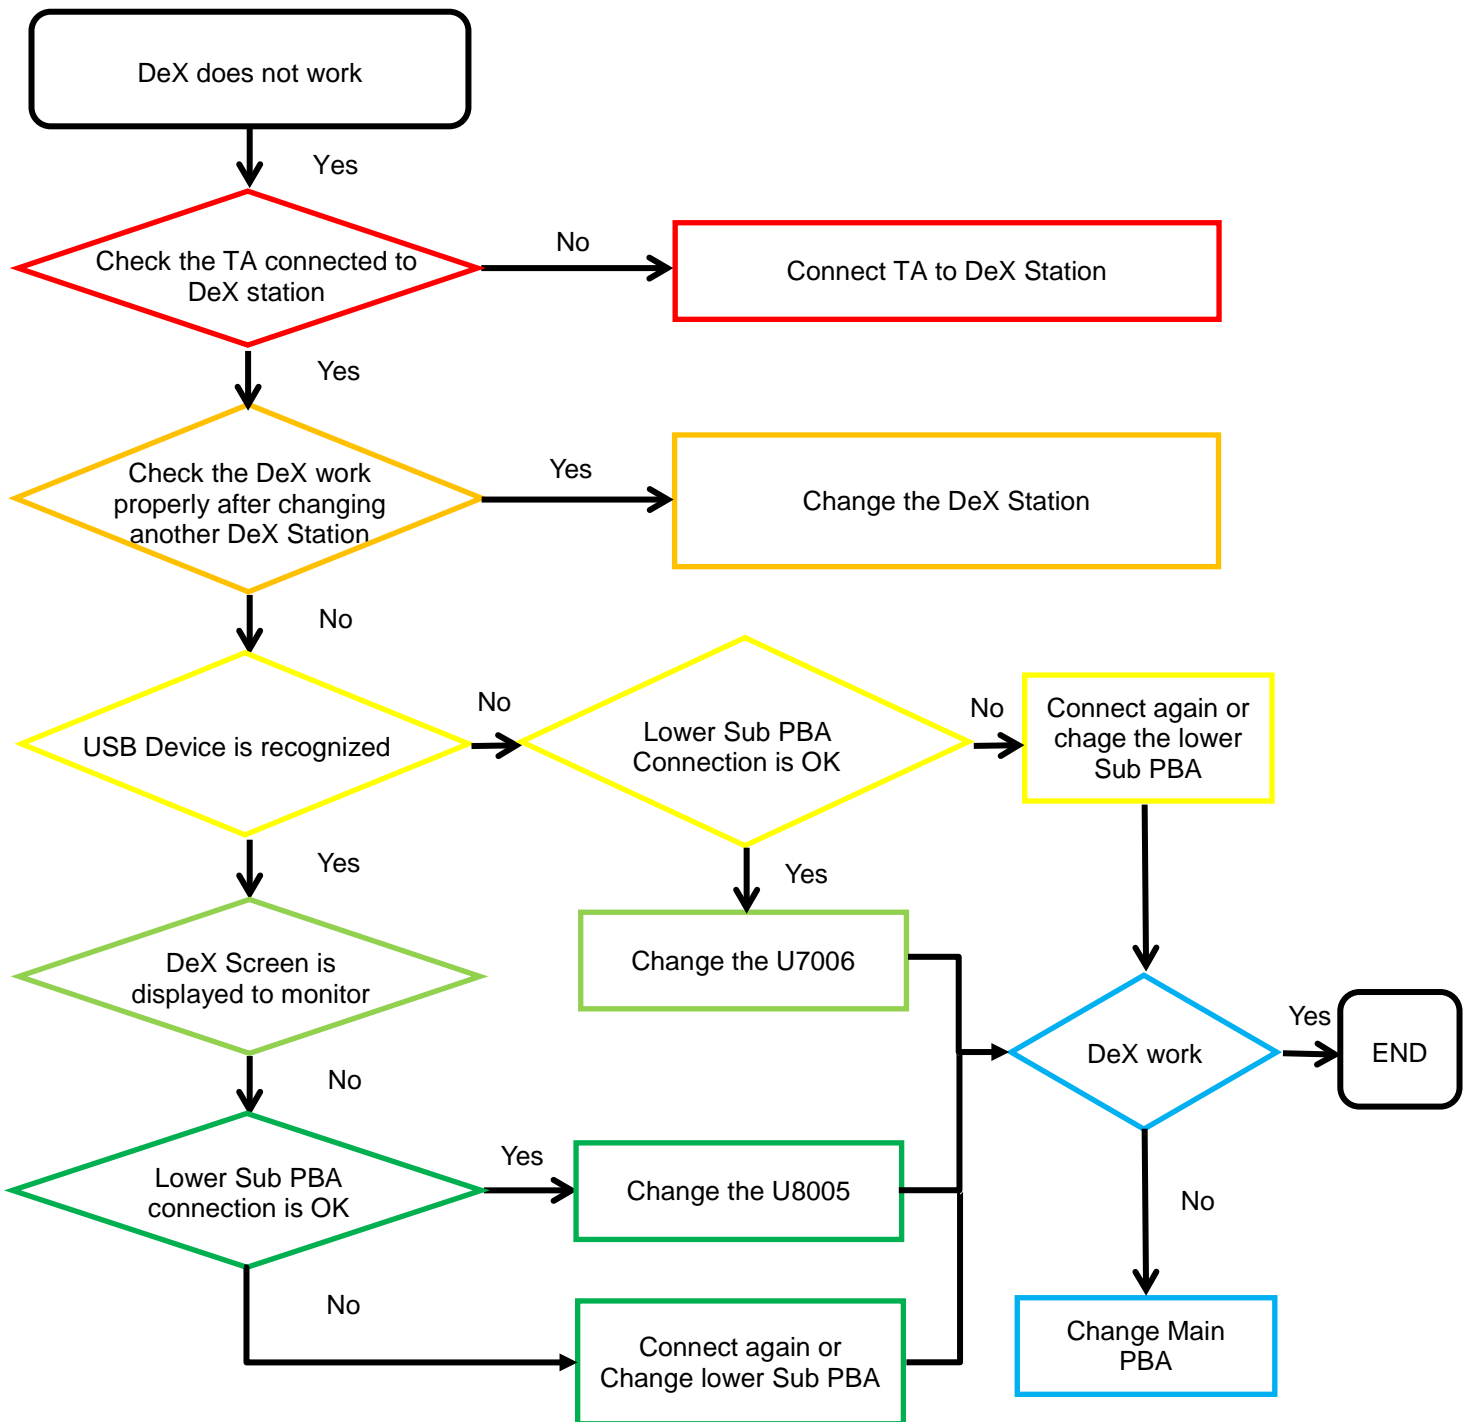 DeX does not work
Yes
Check the TA connected to
DeX station
No
Connect TA to DeX Station
Yes
Check the DeX work
properly after changing
another DeX Station
Yes
Change the DeX Station
No
USB Device is recognized
No
Lower Sub PBA
Connection is OK
No
Connect again or
chage the lower
Sub PBA
Yes
Yes
DeX Screen is
displayed to monitor
Change the U7006
DeX work
Yes
END
No
Lower Sub PBA
connection is OK
Yes
Change the U8005
No
No
Connect again or
Change lower Sub PBA
Change Main
PBA